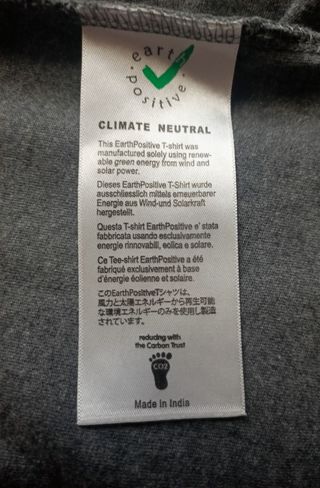 earth
positive
CLIMATE NEUTRAL
This EarthPositive T-shirt was
manufactured solely using renew-
able green energy from wind and
solar power.
Dieses EarthPositive T-Shirt wurde
ausschliesslich mittels erneuerbarer
Energie aus Wind-und Solarkraft
hergestellt.
Questa T-shirt EarthPositive e' stata
fabbricata usando esclusivamente
energie rinnovabili, eolica e solare.
Ce Tee-shirt EarthPositive a été
fabriqué exclusivement à base
d'énergie éolienne et solaire.
このEarthPositiveTシャツは、
風力と太陽エネルギーから再生可能
な環境エネルギーのみを使用し製造
されています。
reducing with
the Carbon Trust
CO2
Made in India